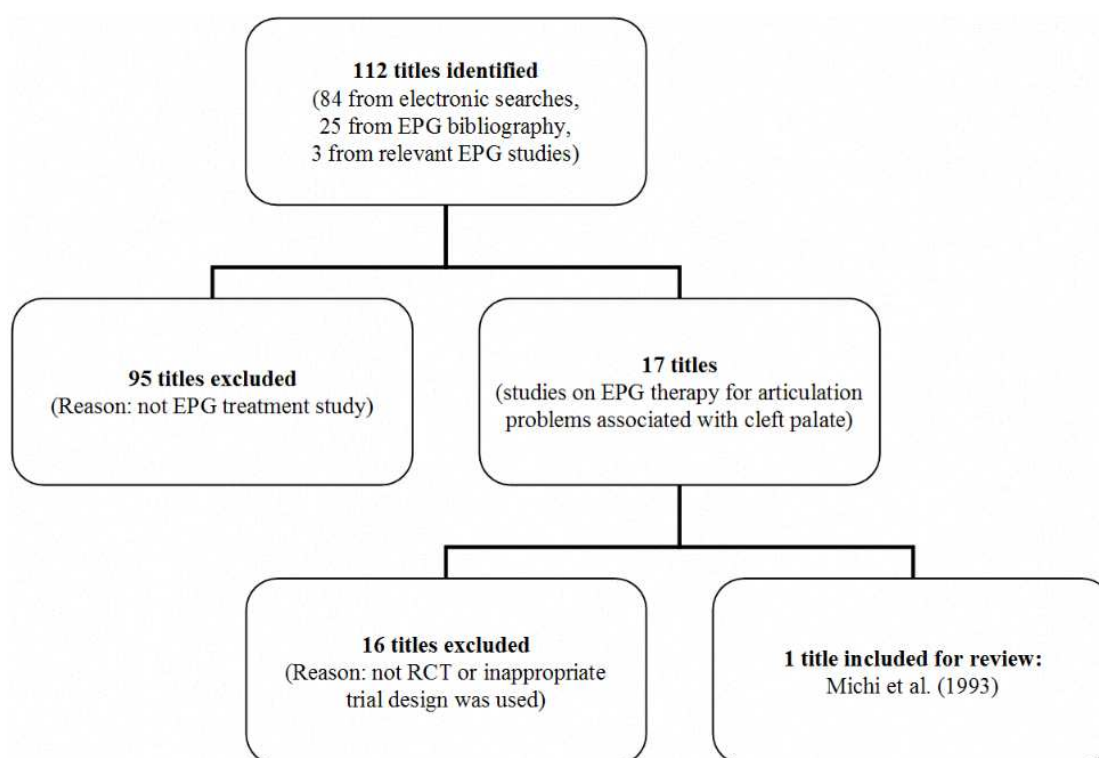 112 titles identified
(84 from electronic searches,
25 from EPG bibliography,
3 from relevant EPG studies)
95 titles excluded
(Reason: not EPG treatment study)
17 titles
(studies on EPG therapy for articulation
problems associated with cleft palate)
16 titles excluded
(Reason: not RCT or inappropriate
trial design was used)
1 title included for review:
Michi et al. (1993)